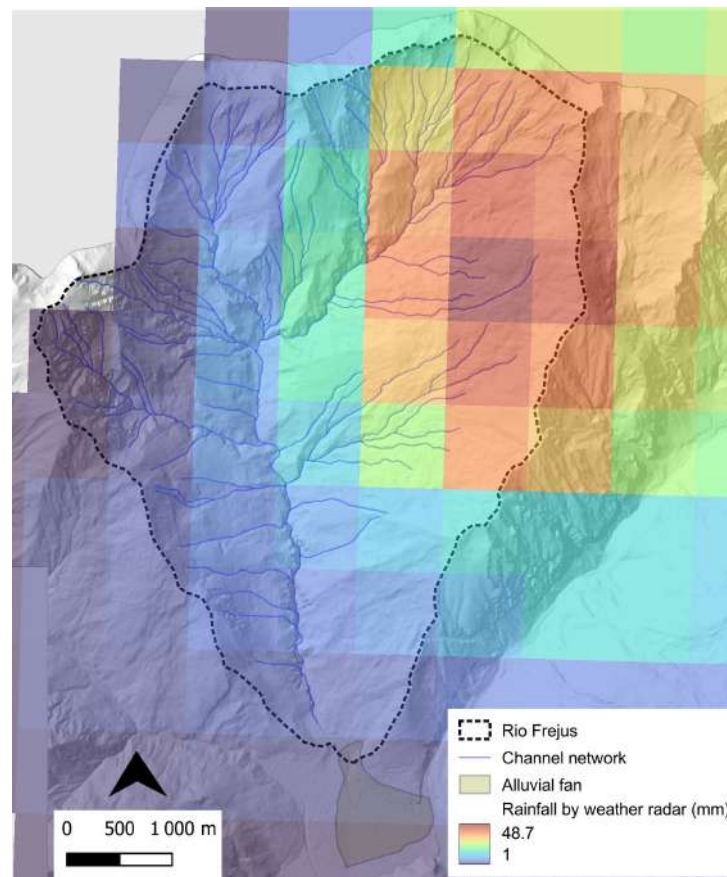 0 500 1 000 m
Rio Frejus
Channel network
Alluvial fan
Rainfall by weather radar (mm)
48.7
1